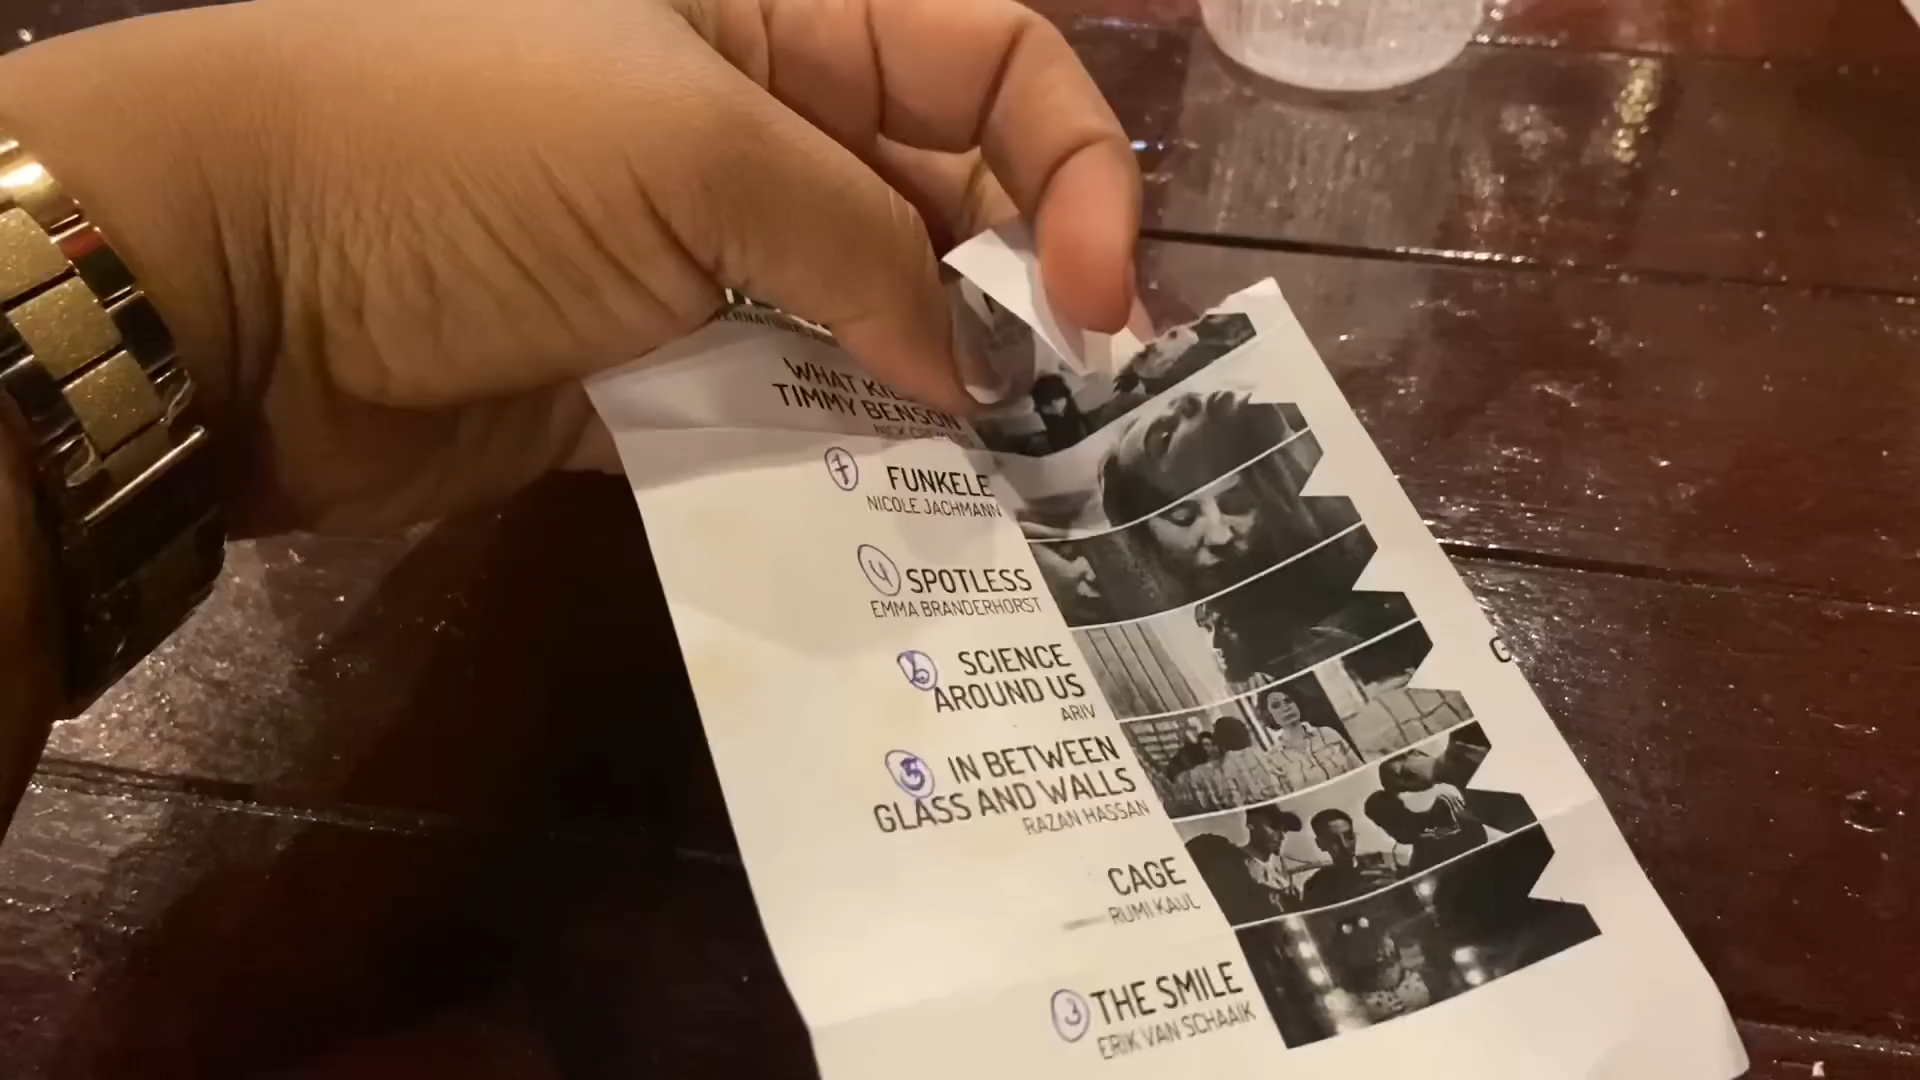 WHAT
TIMMY BENSON
NICK
7
FUNKELE
NICOLE JACHMANN
4
SPOTLESS
EMMA BRANDERHORST
6
SCIENCE
AROUND US
ARIV
5
IN BETWEEN
GLASS AND WALLS
RAZAN HASSAN
CAGE
RUMI KAUL
3
THE SMILE
ERIK VAN SCHAAIK
G